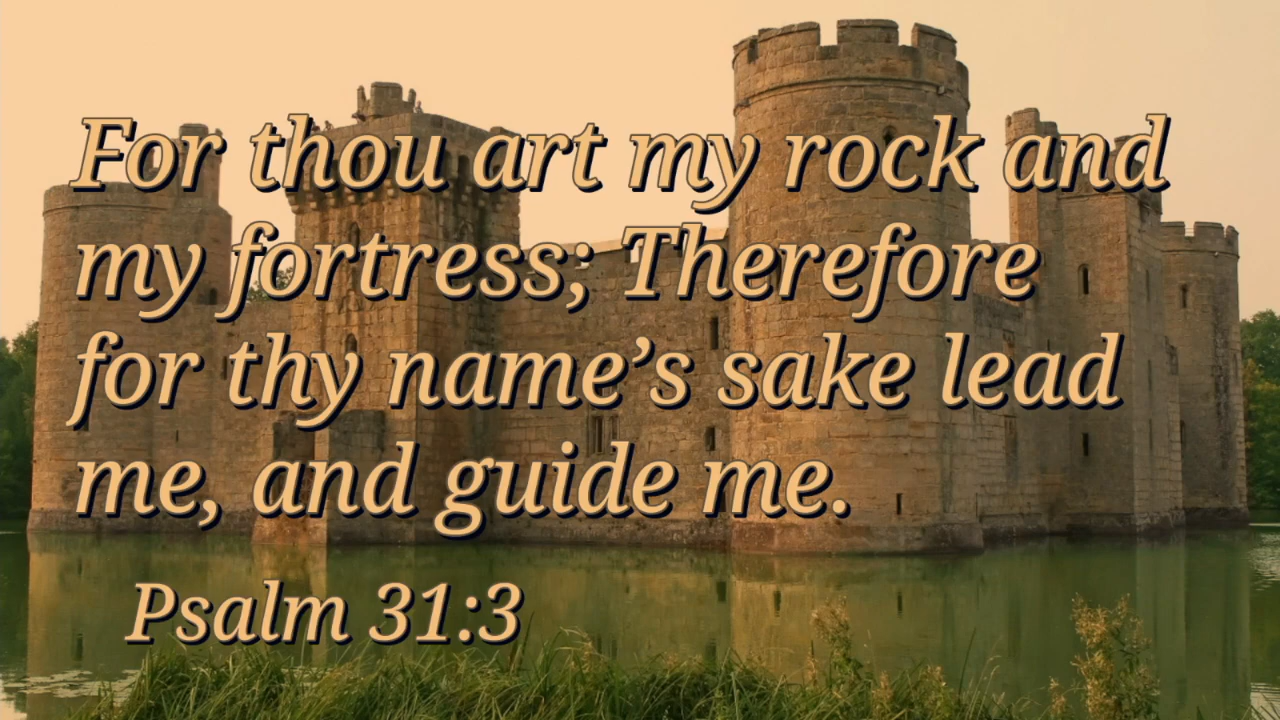 For thou art my rock and
my fortress; Therefore
for thy name’s sake lead
me, and guide me.
Psalm 31:3